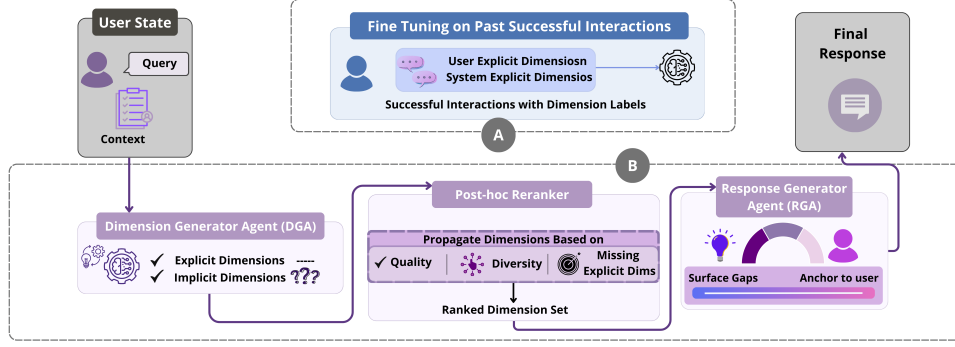 User State
Query
Context
Fine Tuning on Past Successful Interactions
User Explicit Dimensiosn
System Explicit Dimensios
Successful Interactions with Dimension Labels
A
Final
Response
B
Dimension Generator Agent (DGA)
Explicit Dimensions -----
Implicit Dimensions ???
Post-hoc Reranker
Propagate Dimensions Based on
Quality
Diversity
Missing
Explicit Dims
Ranked Dimension Set
Response Generator
Agent (RGA)
Surface Gaps
Anchor to user